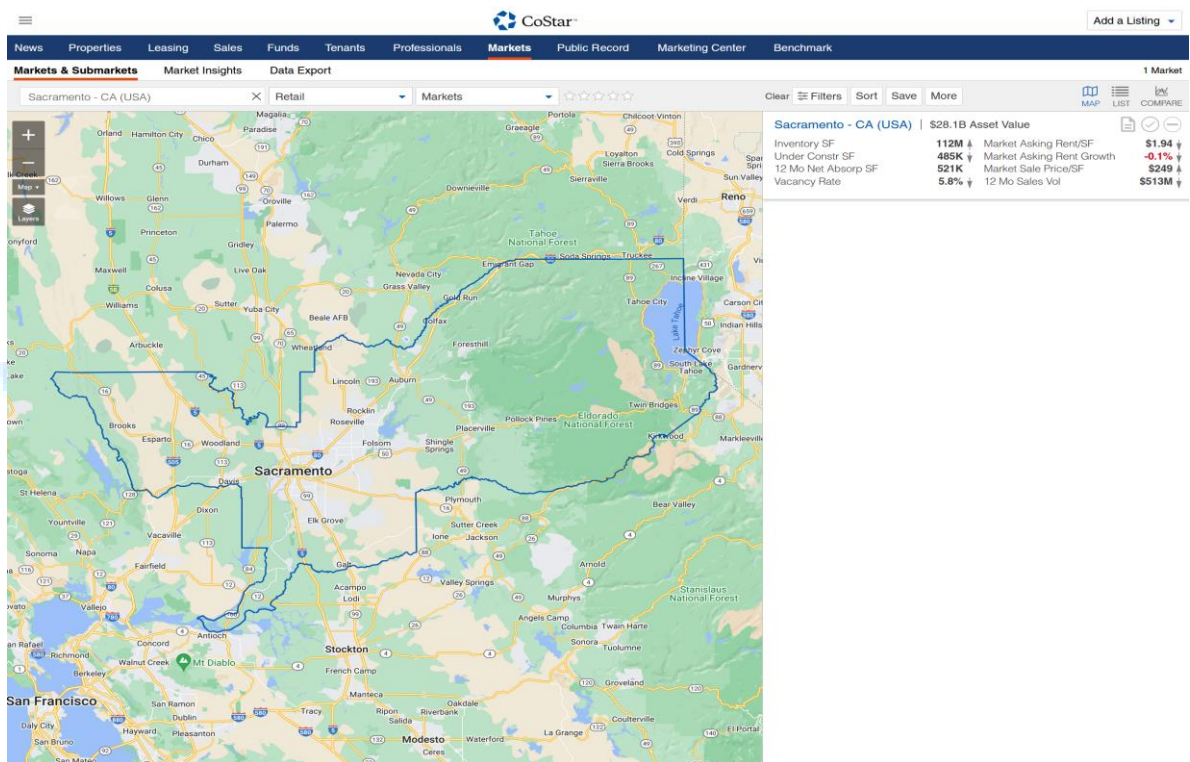 CoStar™
Add a Listing
News Properties Leasing Sales Funds Tenants Professionals Markets Public Record Marketing Center Benchmark
Markets & Submarkets Market Insights Data Export 1 Market
Sacramento - CA (USA) Retail Markets Clear Filters Sort Save More MAP LIST COMPARE
Sacramento - CA (USA) | $28.1B Asset Value
Inventory SF 112M Market Asking Rent/SF $1.94
Under Constr SF 485K Market Asking Rent Growth -0.1%
12 Mo Net Absorp SF 521K Market Sale Price/SF $249
Vacancy Rate 5.8% 12 Mo Sales Vol $513M
Map
Layers
Magalia Portola Chilcoot-Vinton
Orland Hamilton City Chico Paradise Graeagle
Loyalton Cold Springs
Sierra Brooks
Durham Sierraville Sun Valley
Downieville
Willows Glenn Oroville Verdi Reno
Palermo
Princeton Gridley Tahoe National Forest
Emigrant Gap Soda Springs Truckee
Maxwell Live Oak Nevada City Incline Village
Colusa Grass Valley Gold Run
Williams Sutter Yuba City Tahoe City Carson Cit
Beale AFB Colfax Lake Tahoe Indian Hills
Arbuckle Wheatland Foresthill Zephyr Cove
South Lake Tahoe Gardnerv
Lincoln Auburn
Rocklin Twin Bridges
Brooks Roseville Pollock Pines Eldorado National Forest
Placerville
Esparto Woodland Folsom Shingle Springs Kirkwood Markleeville
Sacramento
St Helena Davis
Plymouth Bear Valley
Dixon
Yountville Elk Grove Sutter Creek
Vacaville Ione Jackson
Sonoma Napa
Fairfield Galt Arnold
Acampo Valley Springs Stanislaus National Forest
Vallejo Lodi Murphys
Angels Camp
Antioch Columbia Twain Harte
Concord Stockton Sonora Tuolumne
an Rafael Richmond Walnut Creek Mt Diablo
Berkeley French Camp
Groveland
San Francisco San Ramon Manteca Oakdale
Dublin Tracy Ripon Riverbank
Daly City Salida Coulterville
Hayward Pleasanton La Grange El Portal
San Bruno Modesto Waterford
San Mateo Ceres